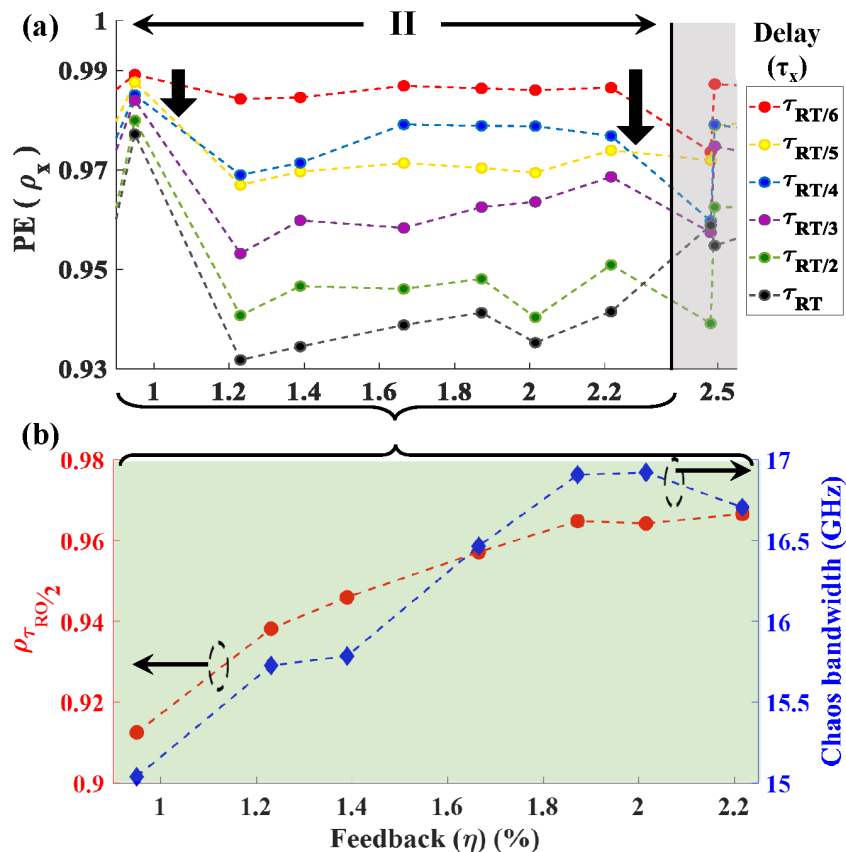 (a)
II
Delay
(τx)
1
0.99
0.97
0.95
0.93
PE ( ρx )
τRT/6
τRT/5
τRT/4
τRT/3
τRT/2
τRT
1
1.2
1.4
1.6
1.8
2
2.2
2.5
(b)
0.98
0.96
0.94
0.92
0.9
ρτRO/2
17
16.5
16
15.5
15
Chaos bandwidth (GHz)
1
1.2
1.4
1.6
1.8
2
2.2
Feedback (η) (%)